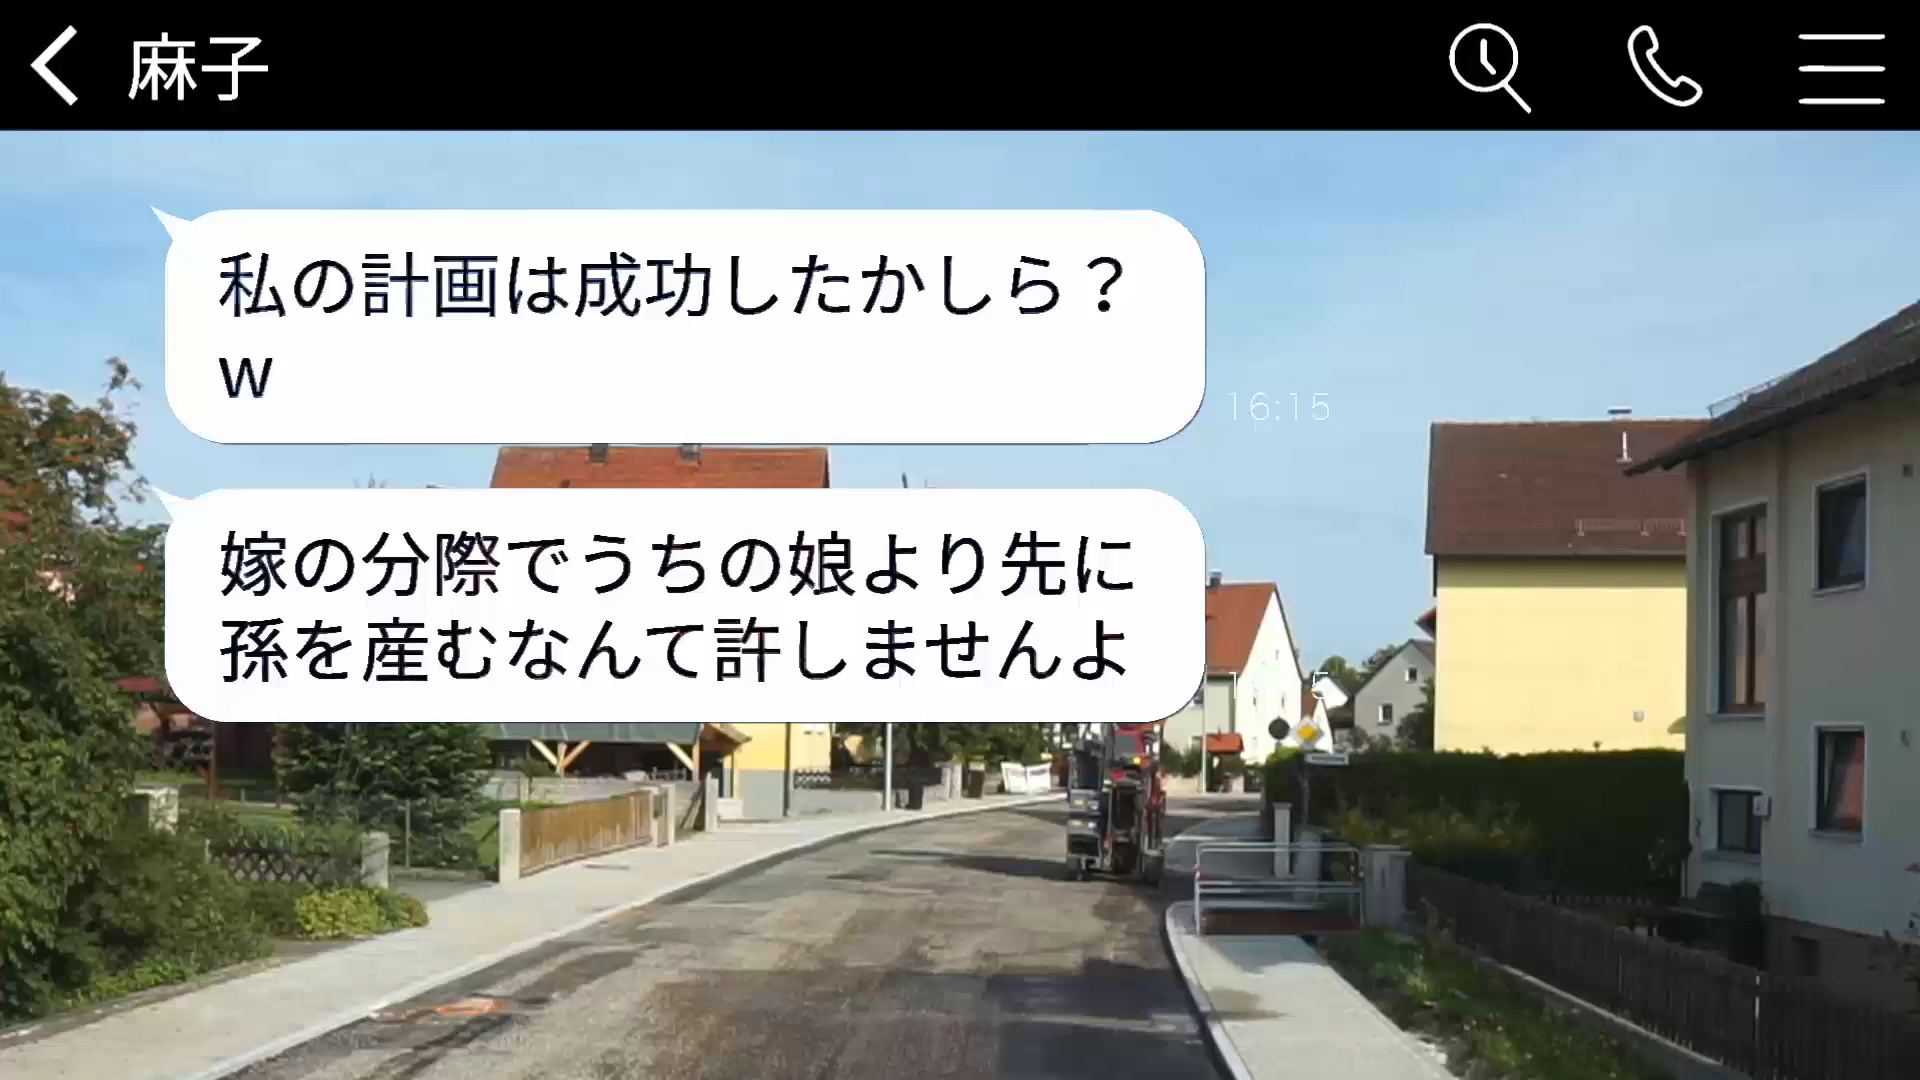 麻子
私の計画は成功したかしら？
w
16:15
嫁の分際でうちの娘より先に
孫を産むなんて許しませんよ